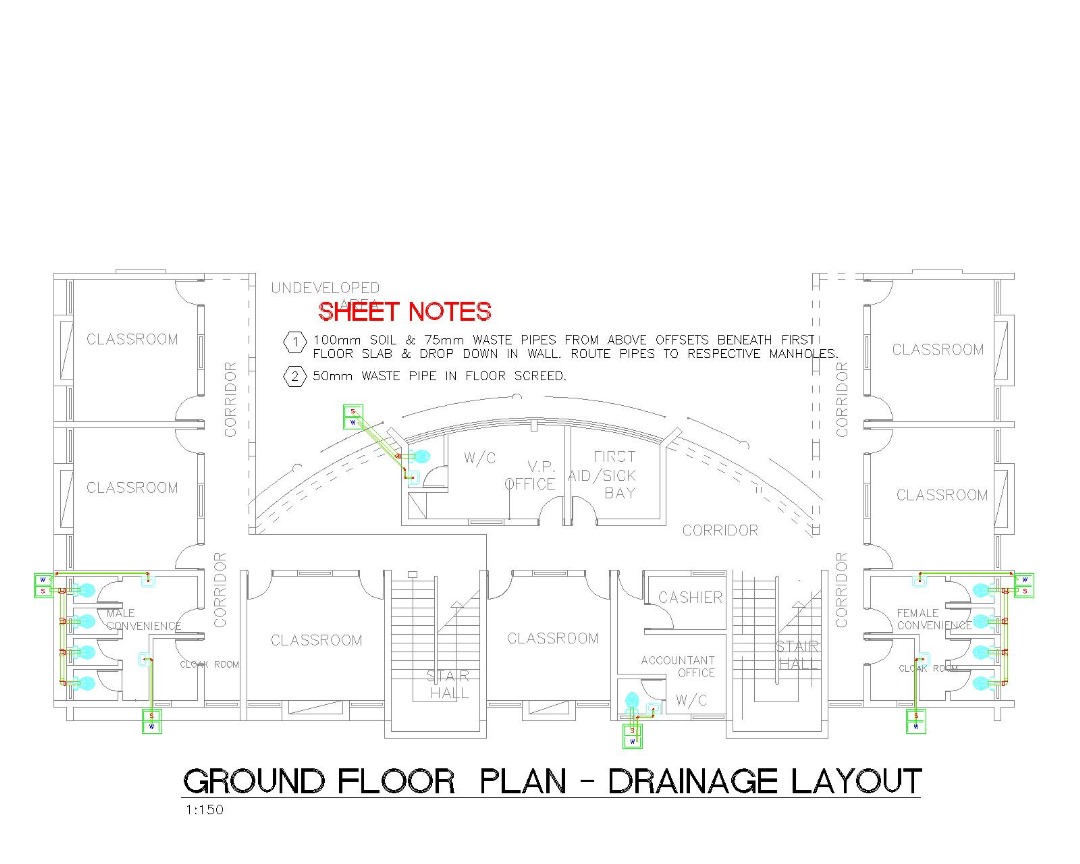 UNDEVELOPED
AREA
SHEET NOTES
1 100mm SOIL & 75mm WASTE PIPES FROM ABOVE OFFSETS BENEATH FIRST
FLOOR SLAB & DROP DOWN IN WALL. ROUTE PIPES TO RESPECTIVE MANHOLES.
2 50mm WASTE PIPE IN FLOOR SCREED.
CLASSROOM
CLASSROOM
CORRIDOR
CORRIDOR
S
W
W/C
V.P.
OFFICE
FIRST
AID/SICK
BAY
CLASSROOM
CLASSROOM
CORRIDOR
CORRIDOR
CORRIDOR
W
S
W
S
MALE
CONVENIENCE
CLOAK ROOM
CLASSROOM
STAIR
HALL
CLASSROOM
CASHIER
ACCOUNTANT
OFFICE
W/C
STAIR
HALL
FEMALE
CONVENIENCE
CLOAK ROOM
S
W
S
W
S
W
GROUND FLOOR PLAN - DRAINAGE LAYOUT
1:150